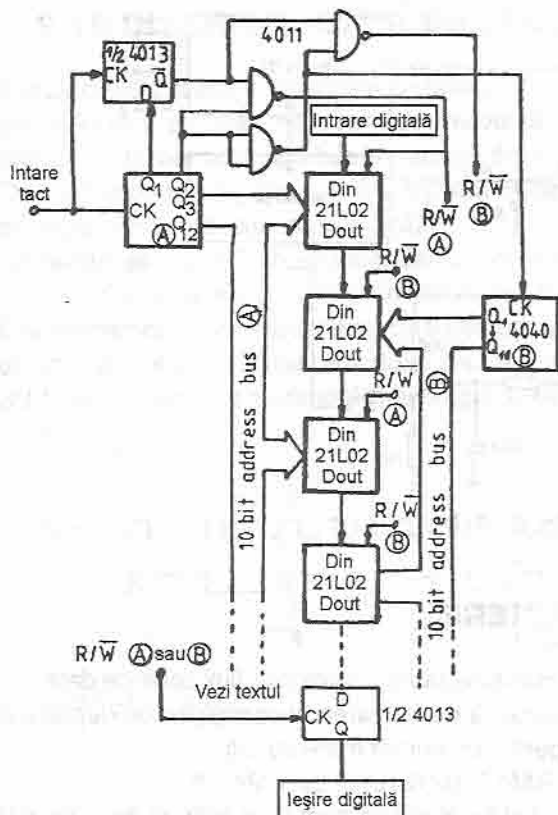 1/2 4013
CK
Q̅
D
4011
Intrare digitală
Intare
tact
Q1 Q2
Q3
CK
Q12
A
R/W̅
A
R/W̅
B
Din
21L02
Dout
R/W̅
B
Din
21L02
Dout
CK
Q1
4040
Q11
B
R/W̅
A
Din
21L02
Dout
R/W̅
B
Din
21L02
Dout
10 bit address bus A
10 bit address bus B
R/W̅ A sau B
Vezi textul
D
CK
Q
1/2 4013
Ieșire digitală